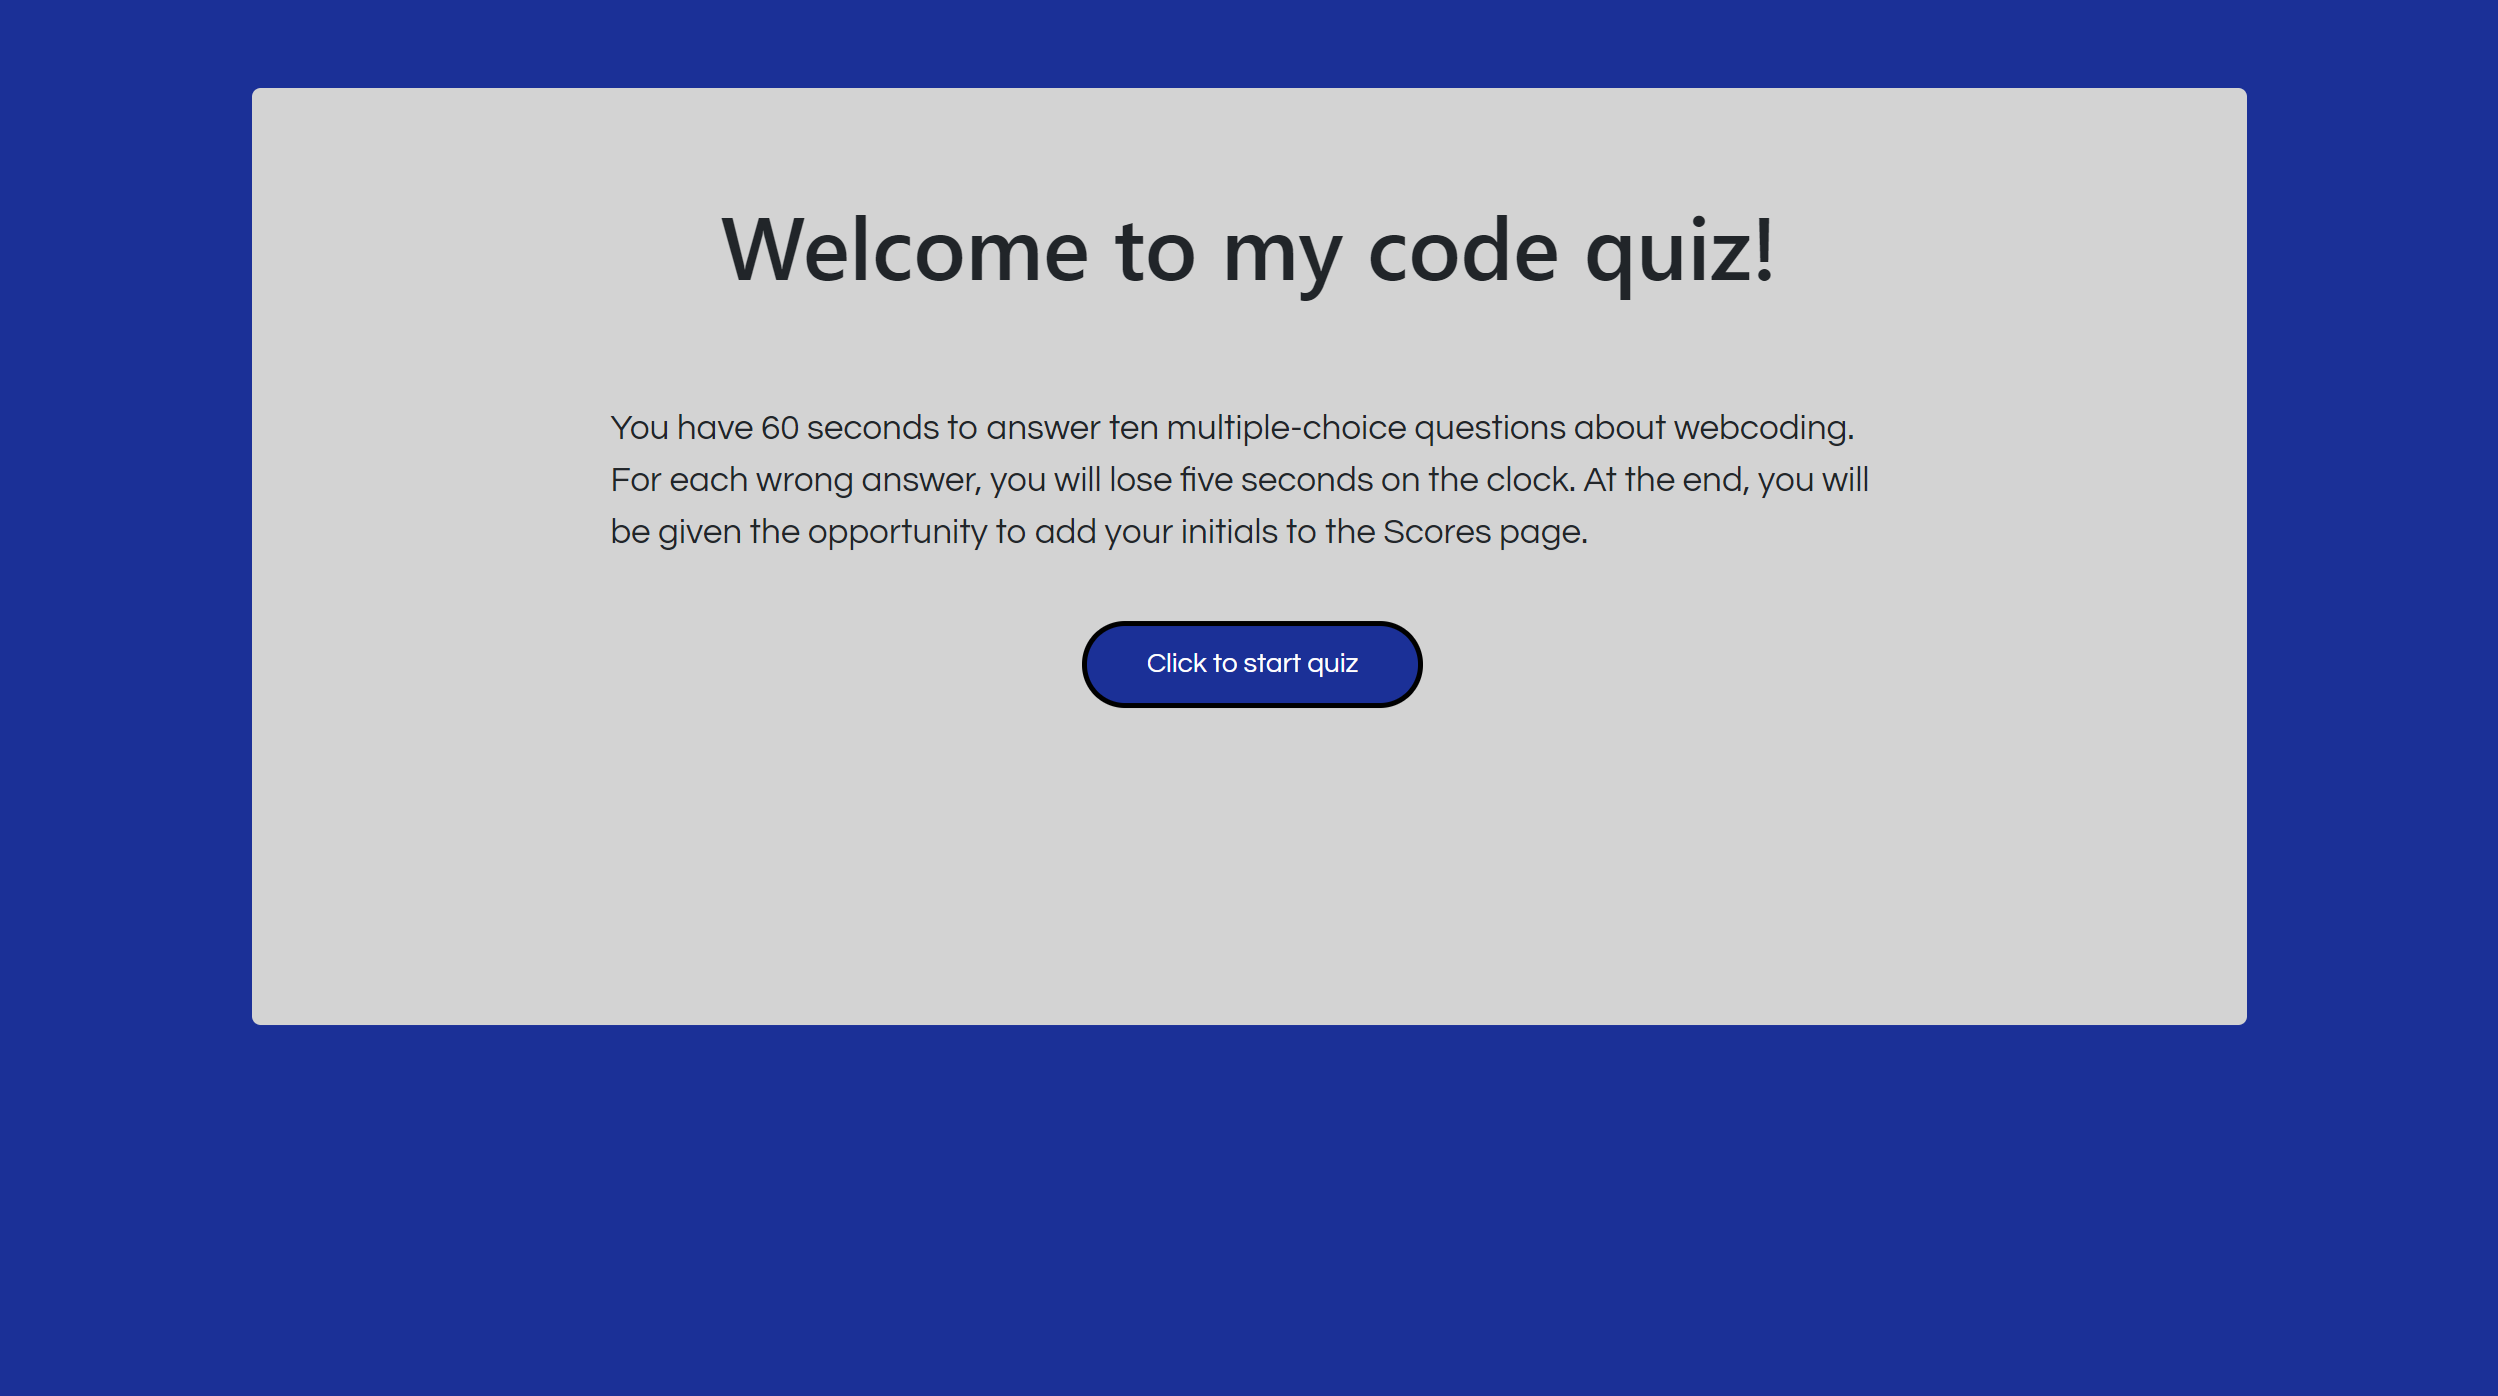 Welcome to my code quiz!
You have 60 seconds to answer ten multiple-choice questions about webcoding.
For each wrong answer, you will lose five seconds on the clock. At the end, you will
be given the opportunity to add your initials to the Scores page.
Click to start quiz